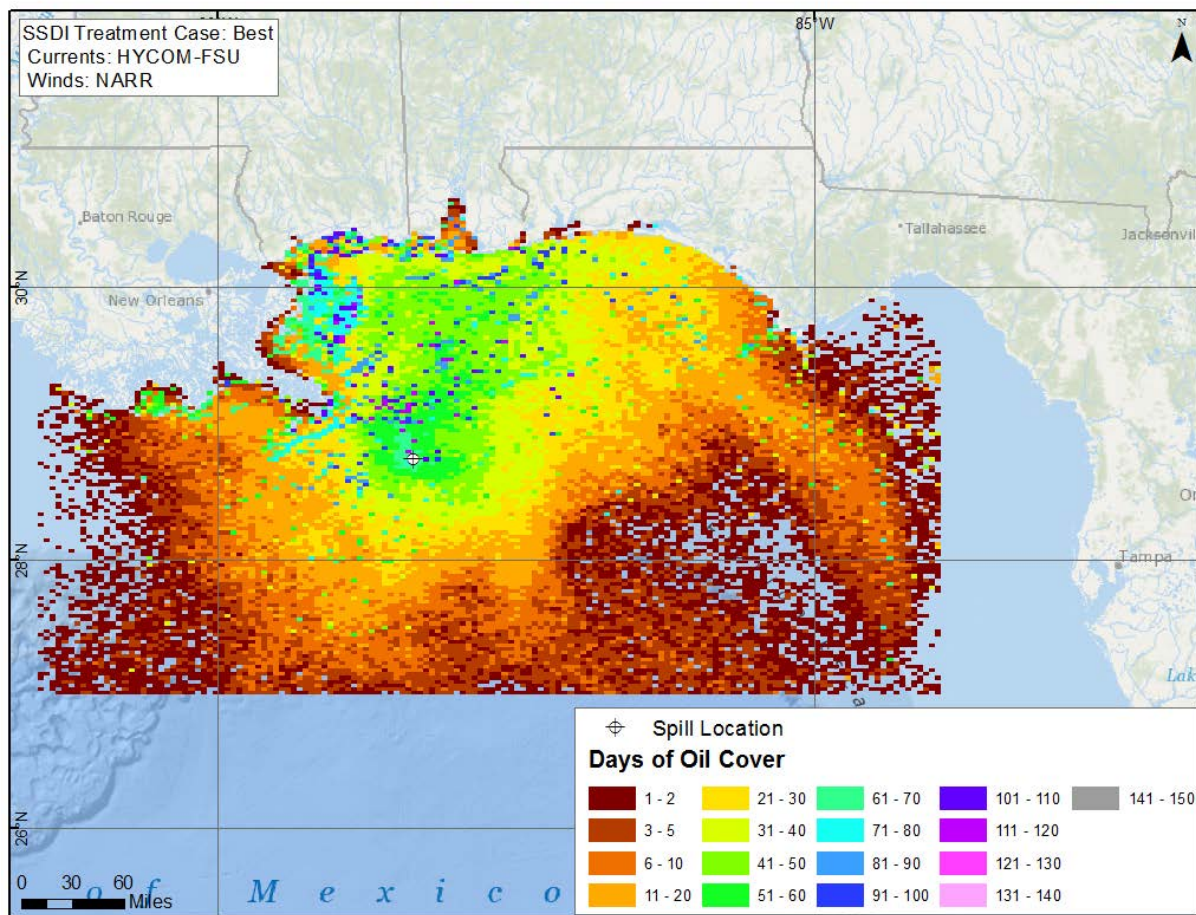 SSDI Treatment Case: Best
Currents: HYCOM-FSU
Winds: NARR
85°W
N
Baton Rouge
Tallahassee
Jacksonvil
30°N
New Orleans
Or
28°N
Tampa
Lak
a
Spill Location
Days of Oil Cover
1 - 2
21 - 30
61 - 70
101 - 110
141 - 150
3 - 5
31 - 40
71 - 80
111 - 120
26°N
6 - 10
41 - 50
81 - 90
121 - 130
11 - 20
51 - 60
91 - 100
131 - 140
0 30 60
Miles
o f M e x i c o